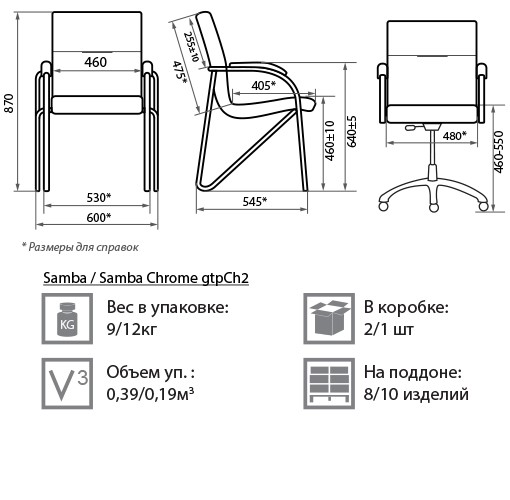 870
460
530*
600*
255±10
475*
405*
460±10
640±5
545*
480*
460-550
* Размеры для справок
Samba / Samba Chrome gtpCh2
KG
Вес в упаковке:
9/12кг
В коробке:
2/1 шт
V3
Объем уп. :
0,39/0,19м³
На поддоне:
8/10 изделий